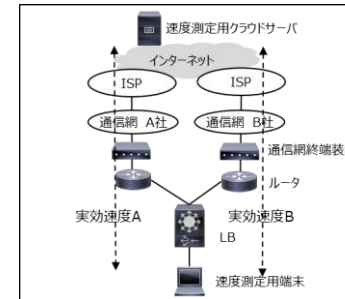 速度測定用クラウドサーバ
インターネット
ISP
ISP
通信網 A社
通信網 B社
通信網終端装
ルータ
実効速度A
実効速度B
LB
速度測定用端末